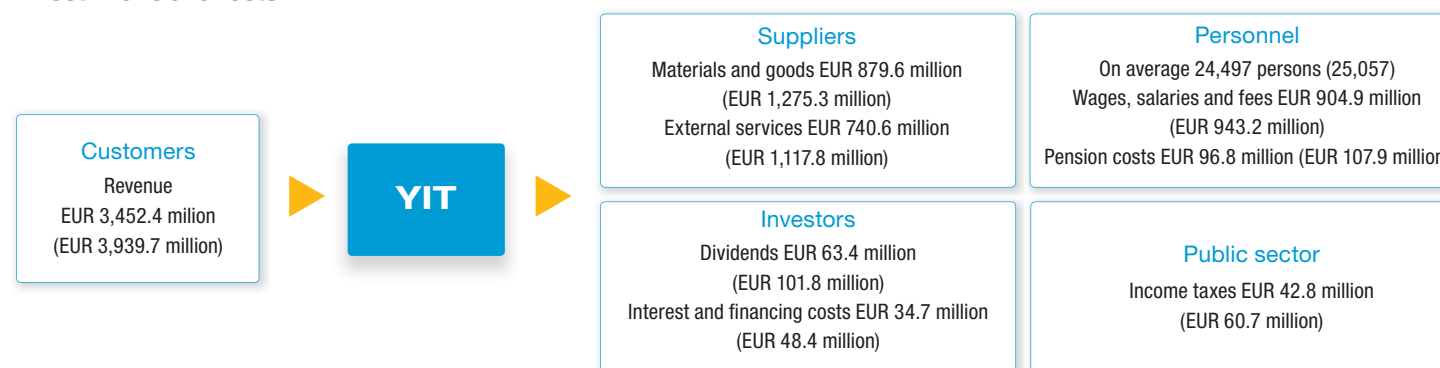 Customers
Revenue
EUR 3,452.4 milion
(EUR 3,939.7 million)
YIT
Suppliers
Materials and goods EUR 879.6 million
(EUR 1,275.3 million)
External services EUR 740.6 million
(EUR 1,117.8 million)
Personnel
On average 24,497 persons (25,057)
Wages, salaries and fees EUR 904.9 million
(EUR 943.2 million)
Pension costs EUR 96.8 million (EUR 107.9 million
Investors
Dividends EUR 63.4 million
(EUR 101.8 million)
Interest and financing costs EUR 34.7 million
(EUR 48.4 million)
Public sector
Income taxes EUR 42.8 million
(EUR 60.7 million)